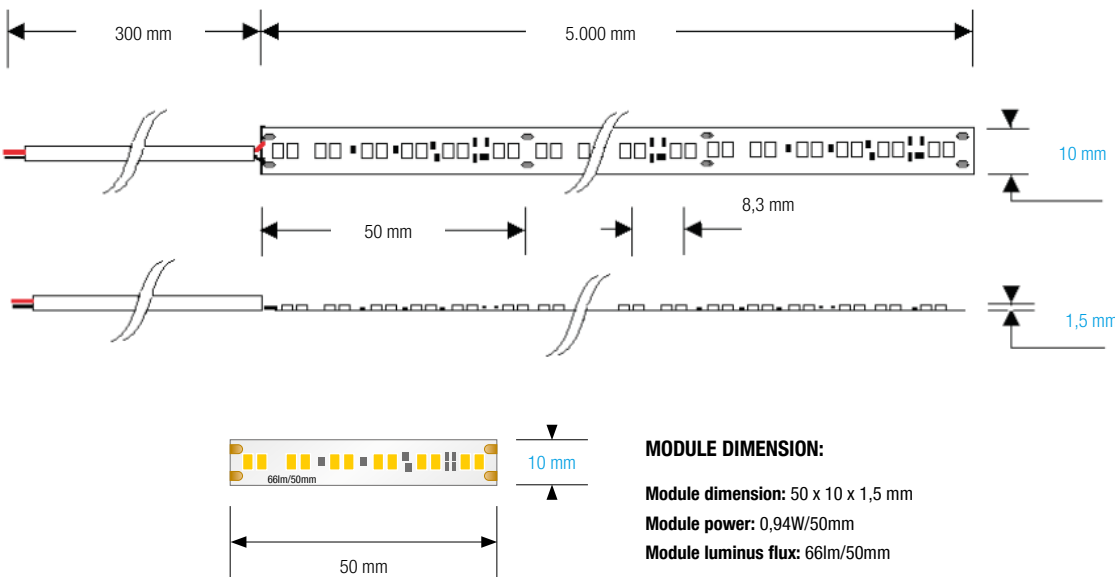 300 mm
5.000 mm
10 mm
50 mm
8,3 mm
1,5 mm
66lm/50mm
10 mm
50 mm
MODULE DIMENSION:
Module dimension: 50 x 10 x 1,5 mm
Module power: 0,94W/50mm
Module luminus flux: 66lm/50mm